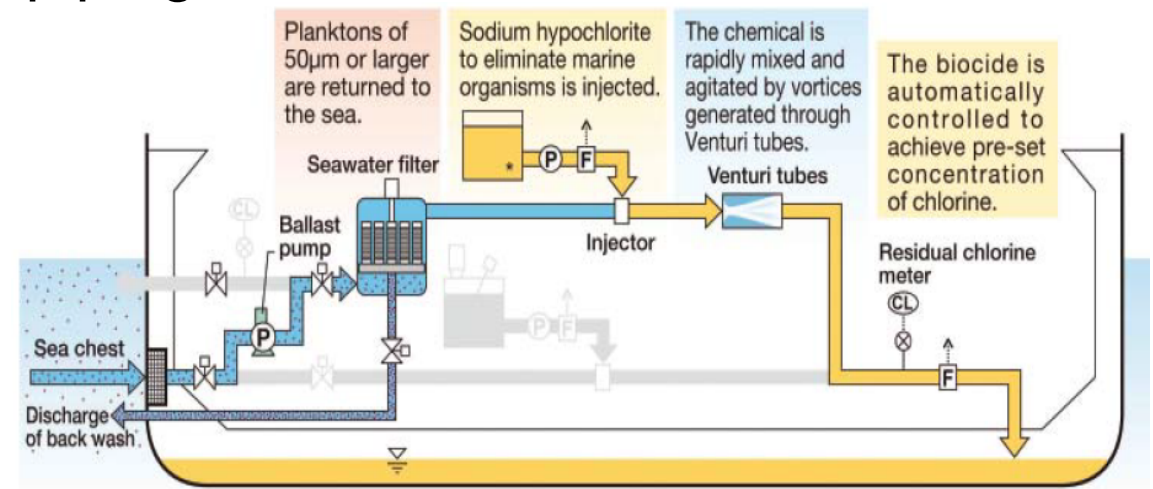 Planktons of
50µm or larger
are returned to
the sea.
Sodium hypochlorite
to eliminate marine
organisms is injected.
The chemical is
rapidly mixed and
agitated by vortices
generated through
Venturi tubes.
The biocide is
automatically
controlled to
achieve pre-set
concentration
of chlorine.
Seawater filter
*
P
F
Venturi tubes
CL
Ballast
pump
Injector
Residual chlorine
meter
CL
P
P
F
Sea chest
F
Discharge
of back wash